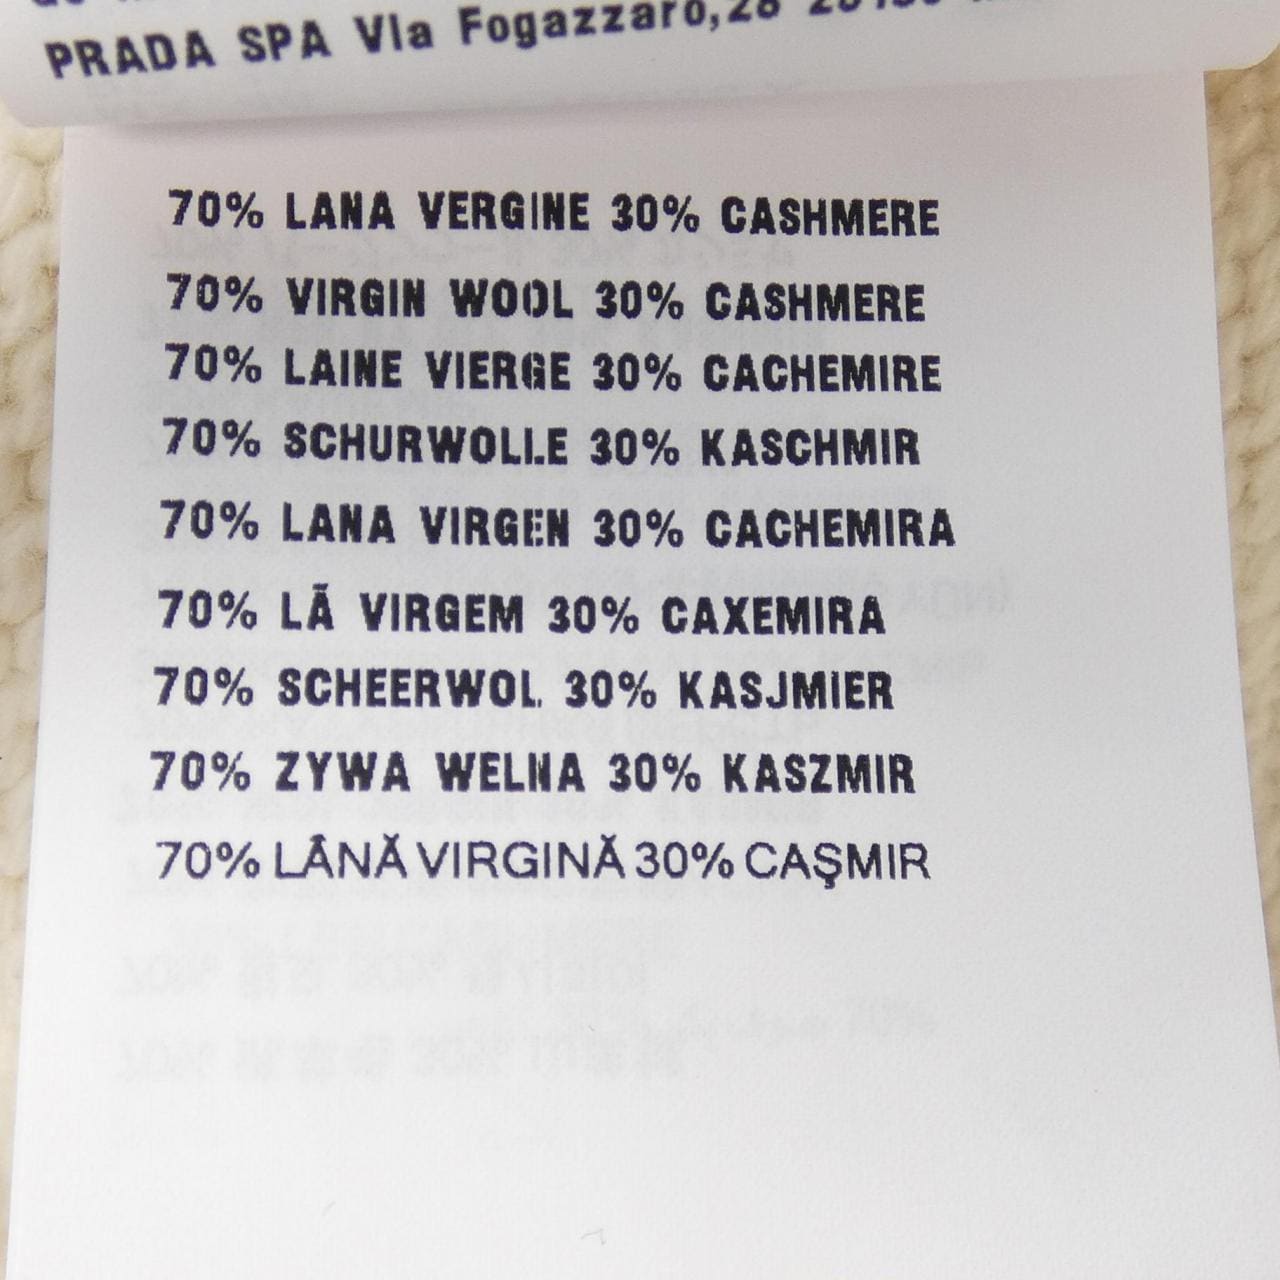 PRADA SPA VIa Fogazzaro, 28
70% LANA VERGINE 30% CASHMERE
70% VIRGIN WOOL 30% CASHMERE
70% LAINE VIERGE 30% CACHEMIRE
70% SCHURWOLLE 30% KASCHMIR
70% LANA VIRGEN 30% CACHEMIRA
70% LÃ VIRGEM 30% CAXEMIRA
70% SCHEERWOL 30% KASJMIER
70% ZYWA WELNA 30% KASZMIR
70% LÂNĂ VIRGINĂ 30% CAŞMIR